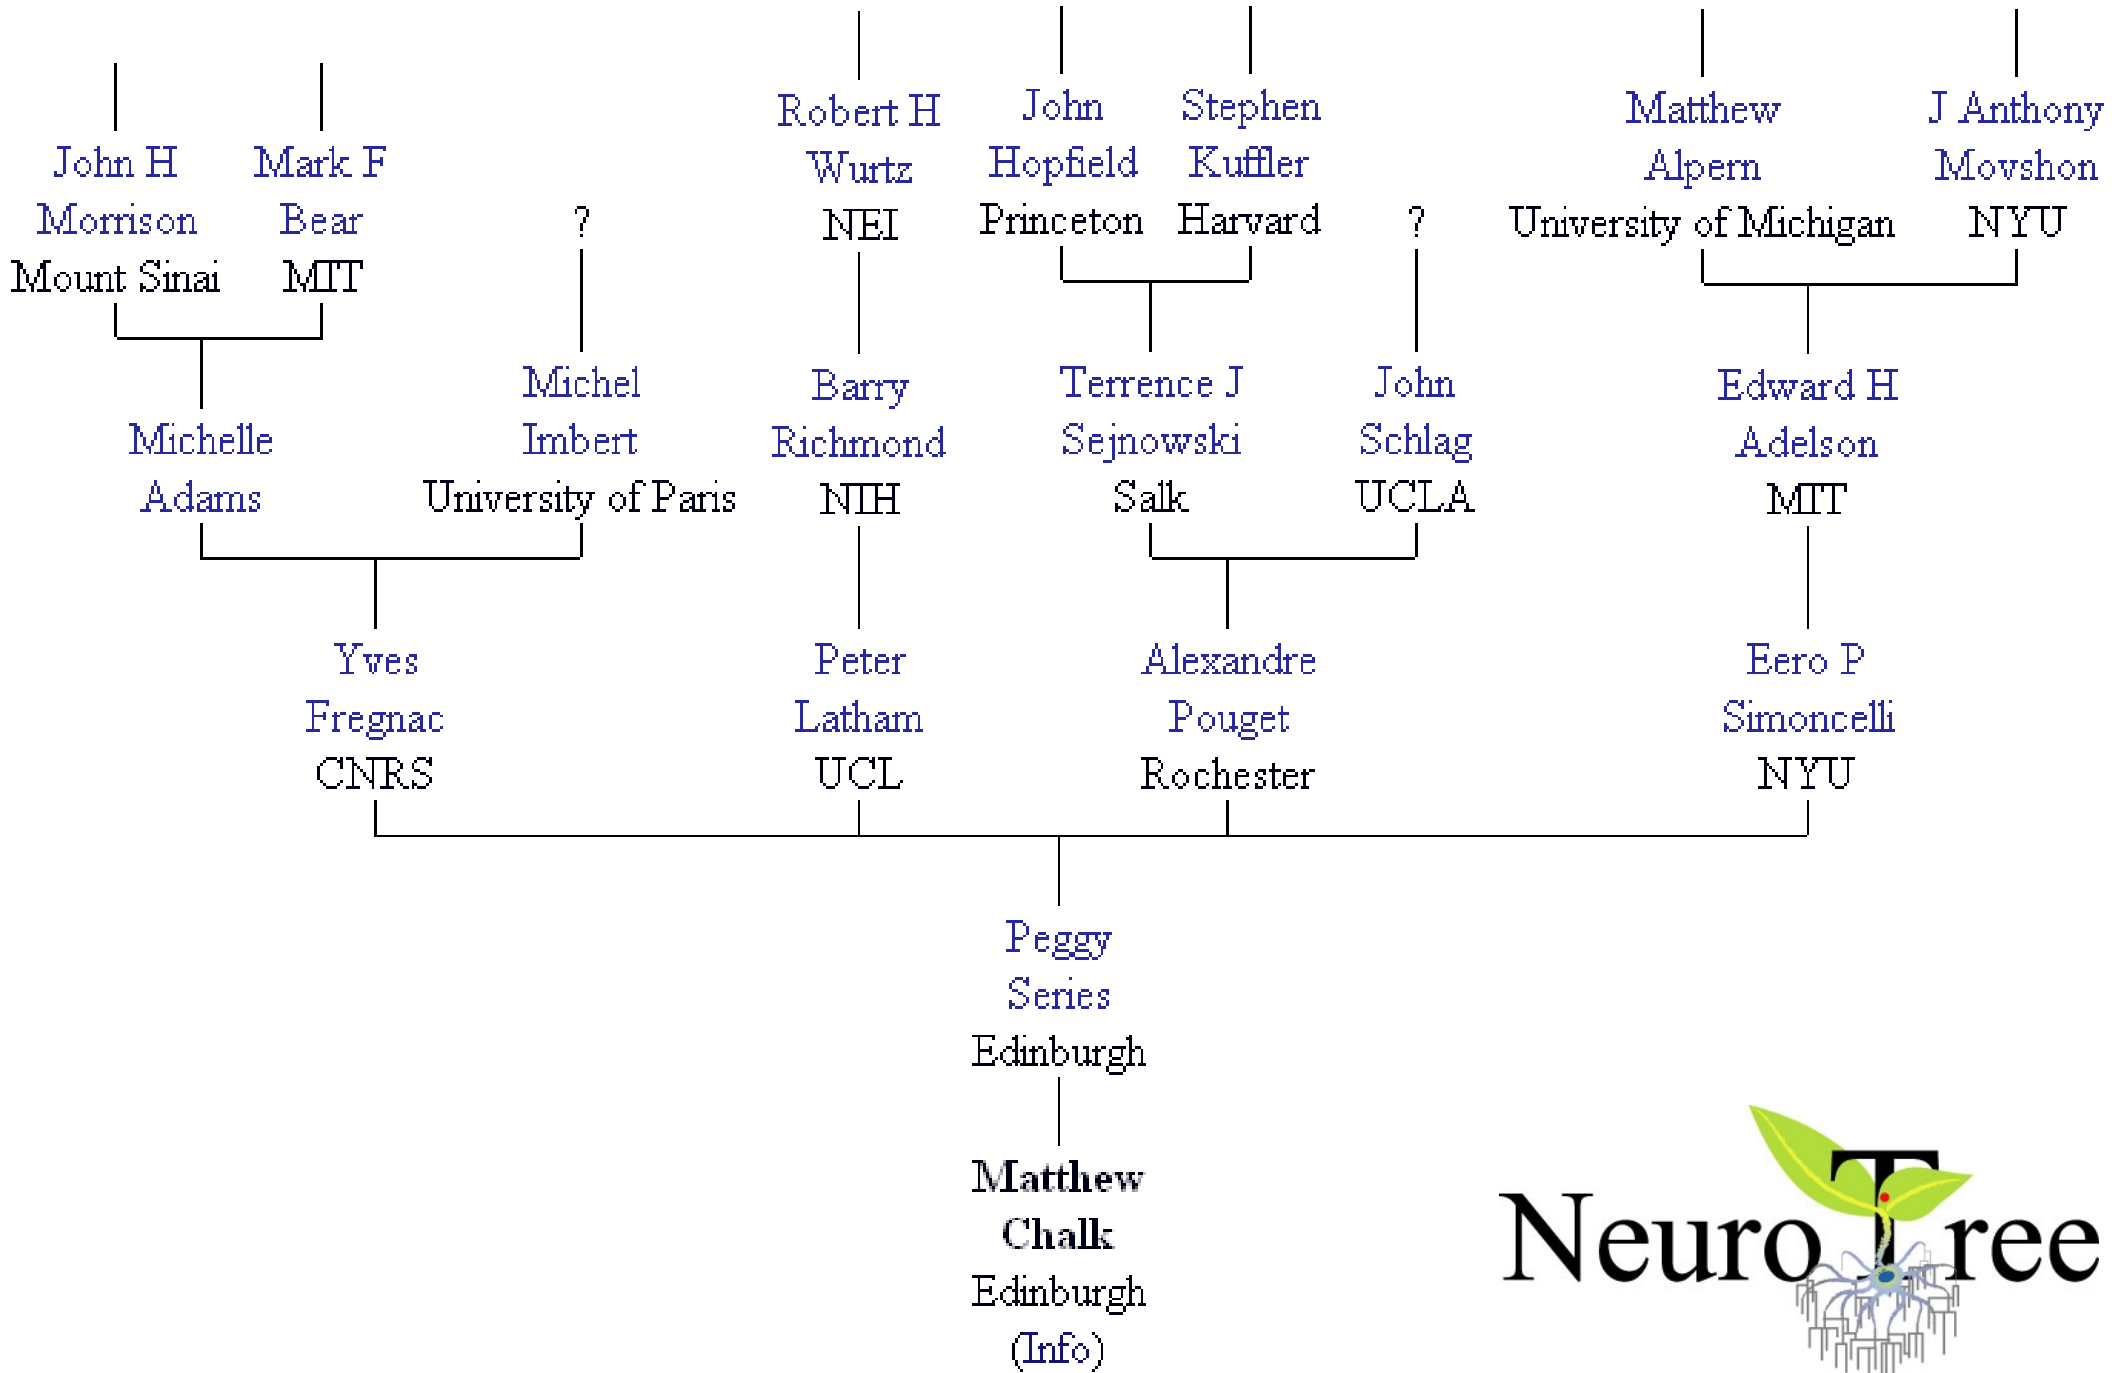 John H
Morrison
Mount Sinai
Mark F
Bear
MIT
?
Robert H
Wurtz
NEI
John
Hopfield
Princeton
Stephen
Kuffler
Harvard
?
Matthew
Alpern
University of Michigan
J Anthony
Movshon
NYU
Michelle
Adams
Michel
Imbert
University of Paris
Barry
Richmond
NIH
Terrence J
Sejnowski
Salk
John
Schlag
UCLA
Edward H
Adelson
MIT
Yves
Fregnac
CNRS
Peter
Latham
UCL
Alexandre
Pouget
Rochester
Eero P
Simoncelli
NYU
Peggy
Series
Edinburgh
Matthew
Chalk
Edinburgh
(Info)
NeuroTree